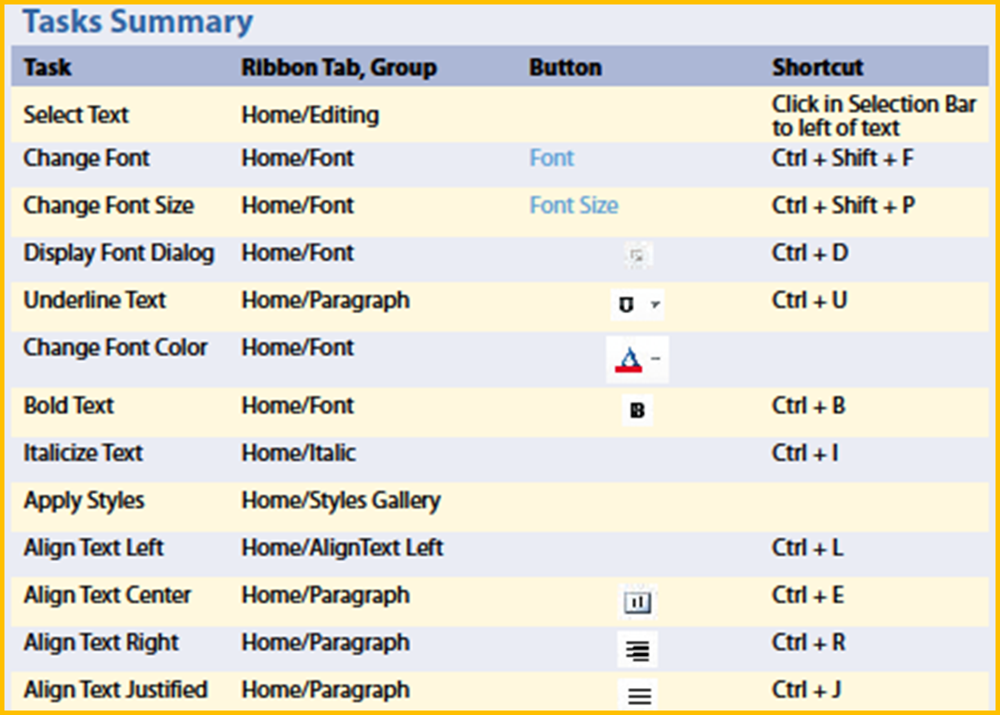 Tasks Summary
Task Ribbon Tab, Group Button Shortcut
Select Text Home/Editing Click in Selection Bar
to left of text
Change Font Home/Font Font Ctrl + Shift + F
Change Font Size Home/Font Font Size Ctrl + Shift + P
Display Font Dialog Home/Font Ctrl + D
Underline Text Home/Paragraph U Ctrl + U
Change Font Color Home/Font A
Bold Text Home/Font B Ctrl + B
Italicize Text Home/Italic Ctrl + I
Apply Styles Home/Styles Gallery
Align Text Left Home/AlignText Left Ctrl + L
Align Text Center Home/Paragraph Ctrl + E
Align Text Right Home/Paragraph Ctrl + R
Align Text Justified Home/Paragraph Ctrl + J